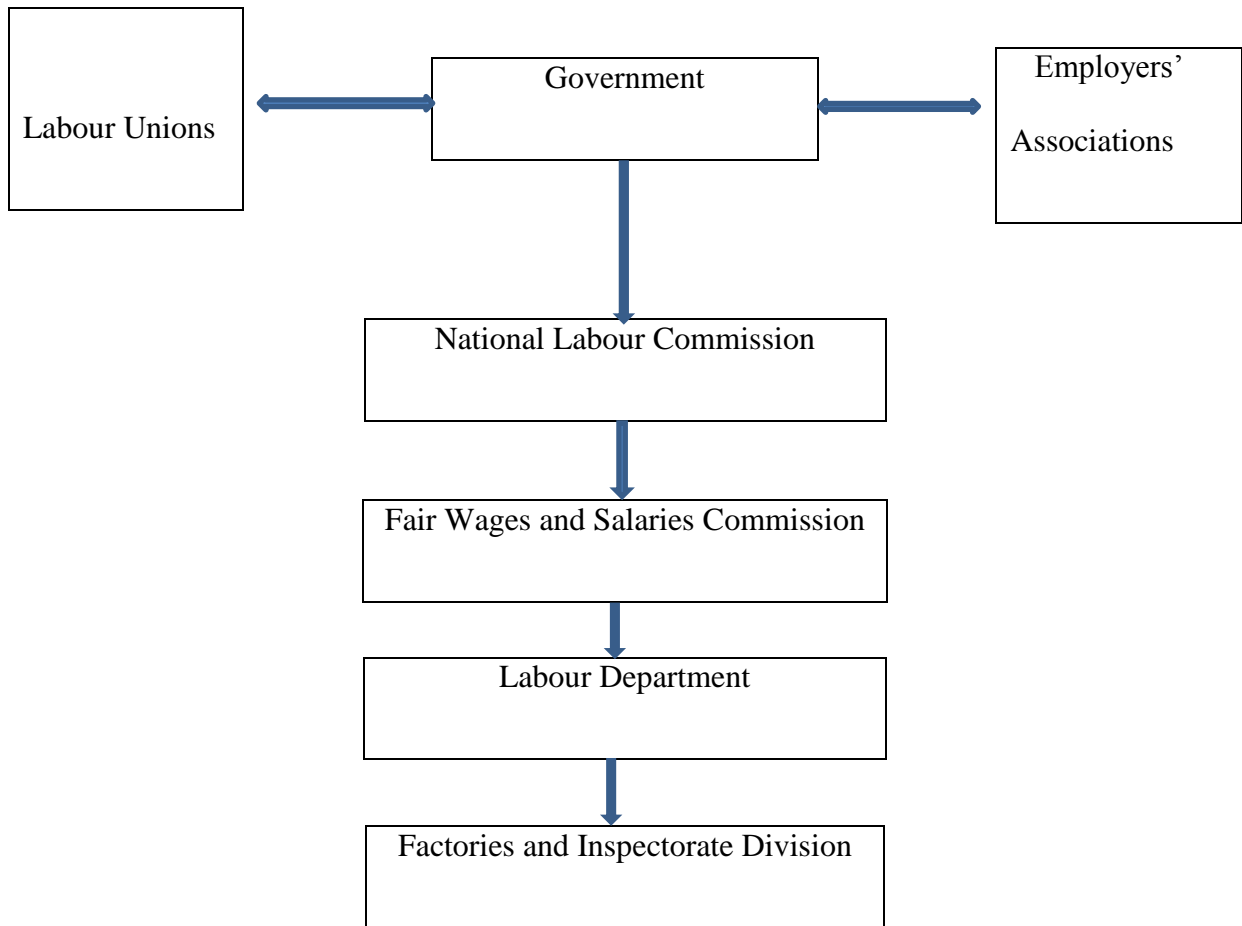 Labour Unions
Government
Employers’
Associations
National Labour Commission
Fair Wages and Salaries Commission
Labour Department
Factories and Inspectorate Division